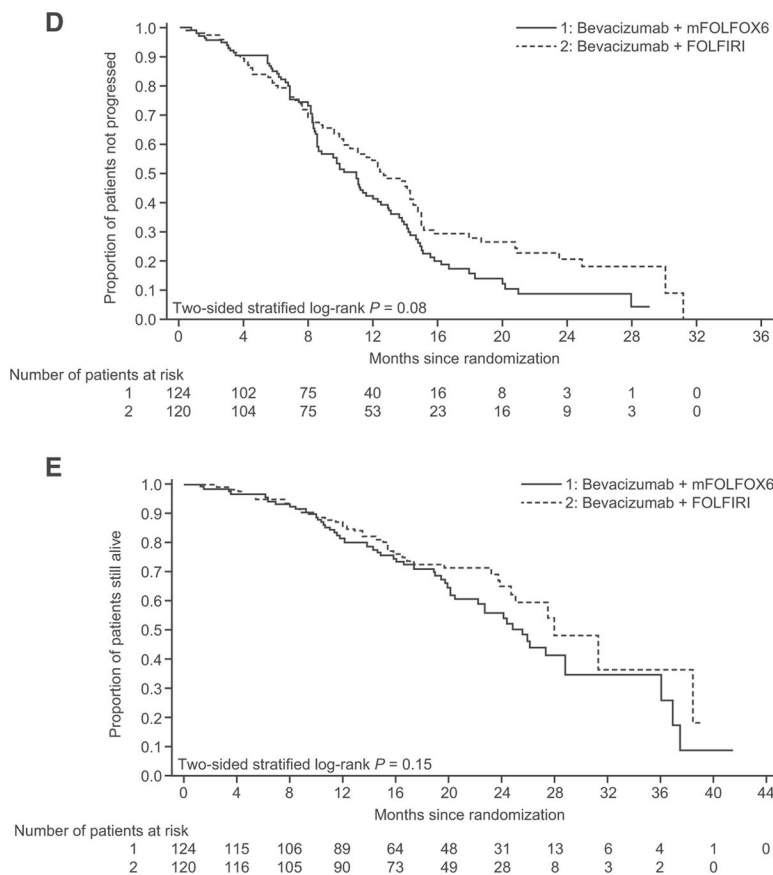 D
1: Bevacizumab + mFOLFOX6
2: Bevacizumab + FOLFIRI
Proportion of patients not progressed
1.0
0.9
0.8
0.7
0.6
0.5
0.4
0.3
0.2
0.1
0.0
Two-sided stratified log-rank P = 0.08
0 4 8 12 16 20 24 28 32 36
Months since randomization
Number of patients at risk
1 124 102 75 40 16 8 3 1 0
2 120 104 75 53 23 16 9 3 0
E
1: Bevacizumab + mFOLFOX6
2: Bevacizumab + FOLFIRI
Proportion of patients still alive
1.0
0.9
0.8
0.7
0.6
0.5
0.4
0.3
0.2
0.1
0.0
Two-sided stratified log-rank P = 0.15
0 4 8 12 16 20 24 28 32 36 40 44
Months since randomization
Number of patients at risk
1 124 115 106 89 64 48 31 13 6 4 1 0
2 120 116 105 90 73 49 28 8 3 2 0